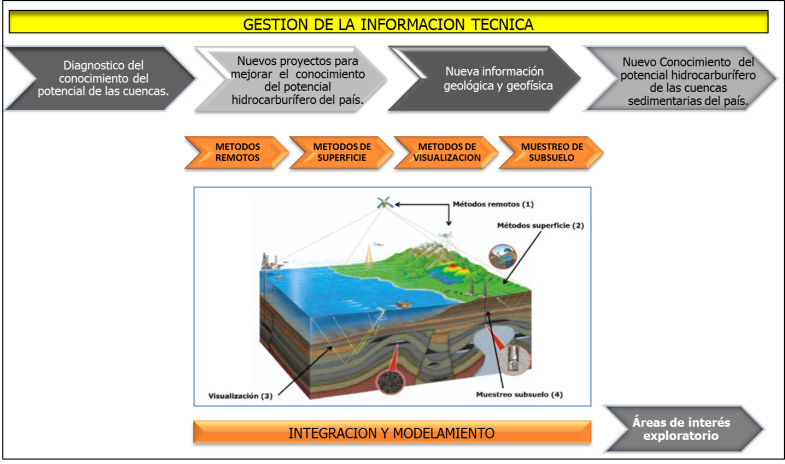 GESTION DE LA INFORMACION TECNICA
Diagnostico del
conocimiento del
potencial de las cuencas.
Nuevos proyectos para
mejorar el conocimiento
del potencial
hidrocarburífero del país.
Nueva información
geológica y geofísica
Nuevo Conocimiento del
potencial hidrocarburífero
de las cuencas
sedimentarias del país.
METODOS
REMOTOS
METODOS DE
SUPERFICIE
METODOS DE
VISUALIZACION
MUESTREO DE
SUBSUELO
Métodos remotos (1)
Métodos superficie (2)
Visualización (3)
Muestreo subsuelo (4)
INTEGRACION Y MODELAMIENTO
Áreas de interés
exploratorio